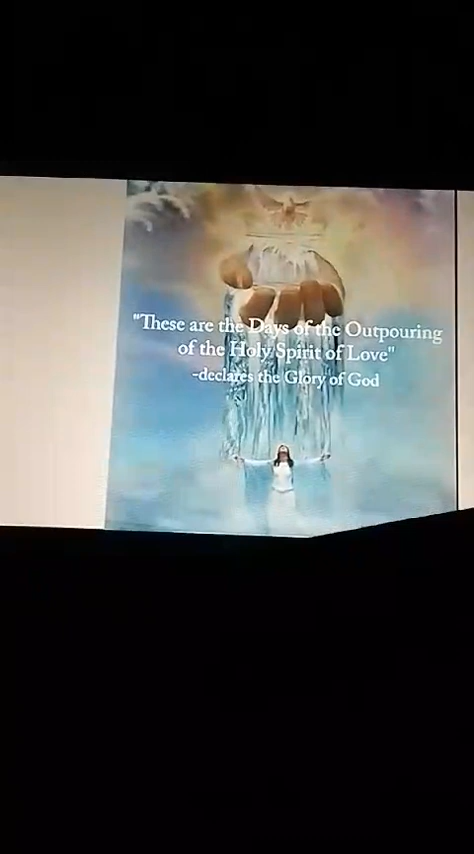 "These are the Days of the Outpouring
of the Holy Spirit of Love"
-declares the Glory of God